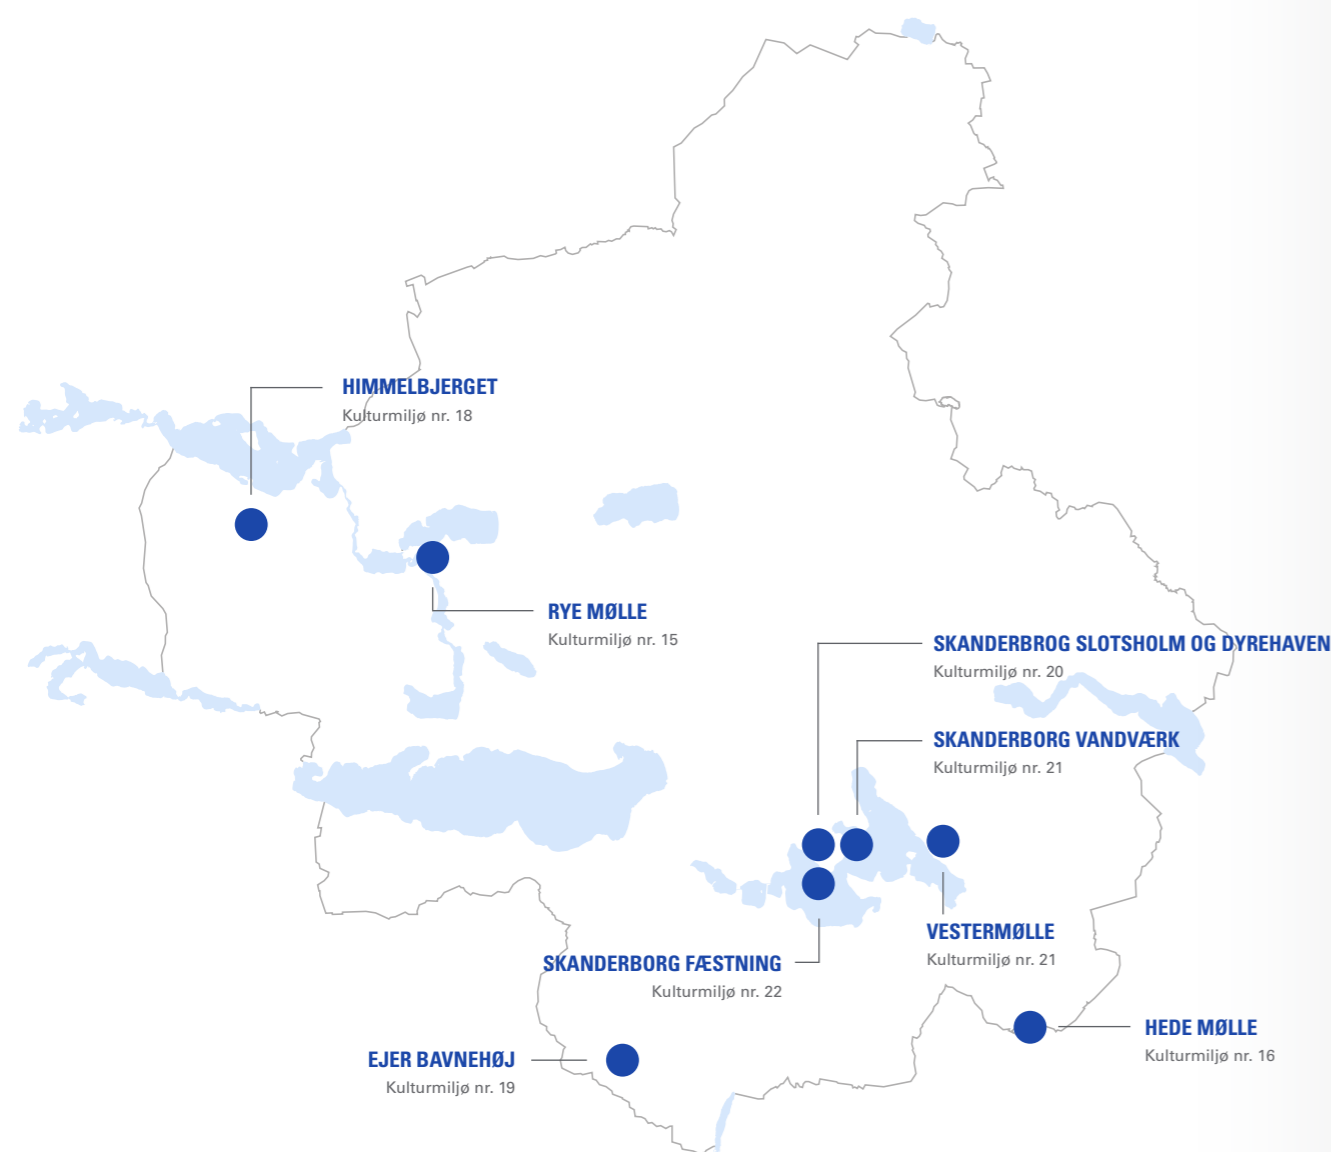 HIMMELBJERGET
Kulturmiljø nr. 18
RYE MØLLE
Kulturmiljø nr. 15
SKANDERBROG SLOTSHOLM OG DYREHAVEN
Kulturmiljø nr. 20
SKANDERBORG VANDVÆRK
Kulturmiljø nr. 21
VESTERMØLLE
Kulturmiljø nr. 21
SKANDERBORG FÆSTNING
Kulturmiljø nr. 22
HEDE MØLLE
Kulturmiljø nr. 16
EJER BAVNEHØJ
Kulturmiljø nr. 19